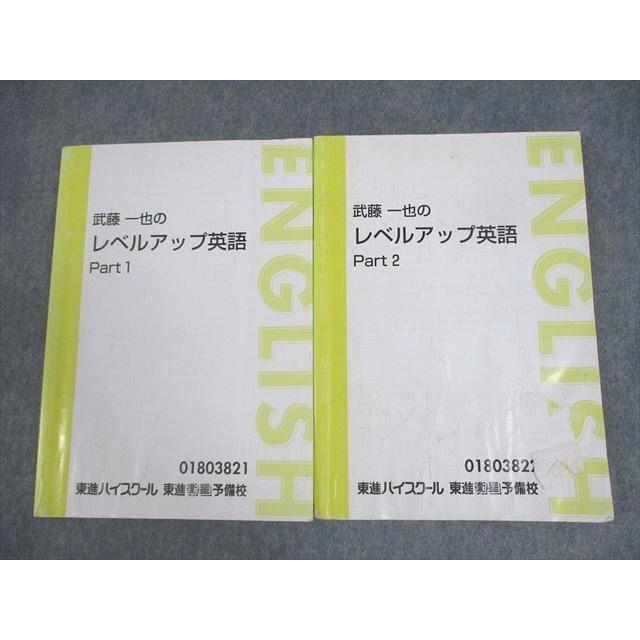 武藤 一也の
レベルアップ英語
Part 1
ENGLISH
01803821
東進ハイスクール 東進衛星予備校
武藤 一也の
レベルアップ英語
Part 2
ENGLISH
01803822
東進ハイスクール 東進衛星予備校